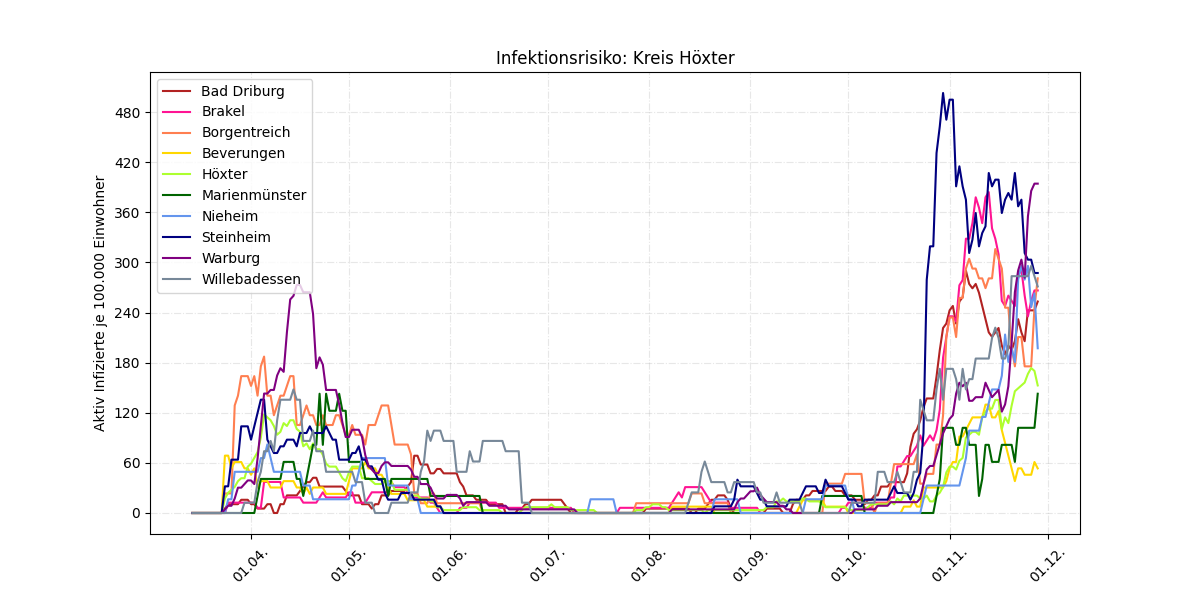 Infektionsrisiko: Kreis Höxter
Aktiv Infizierte je 100.000 Einwohner
480
420
360
300
240
180
120
60
0
Bad Driburg
Brakel
Borgentreich
Beverungen
Höxter
Marienmünster
Nieheim
Steinheim
Warburg
Willebadessen
01.04.
01.05.
01.06.
01.07.
01.08.
01.09.
01.10.
01.11.
01.12.